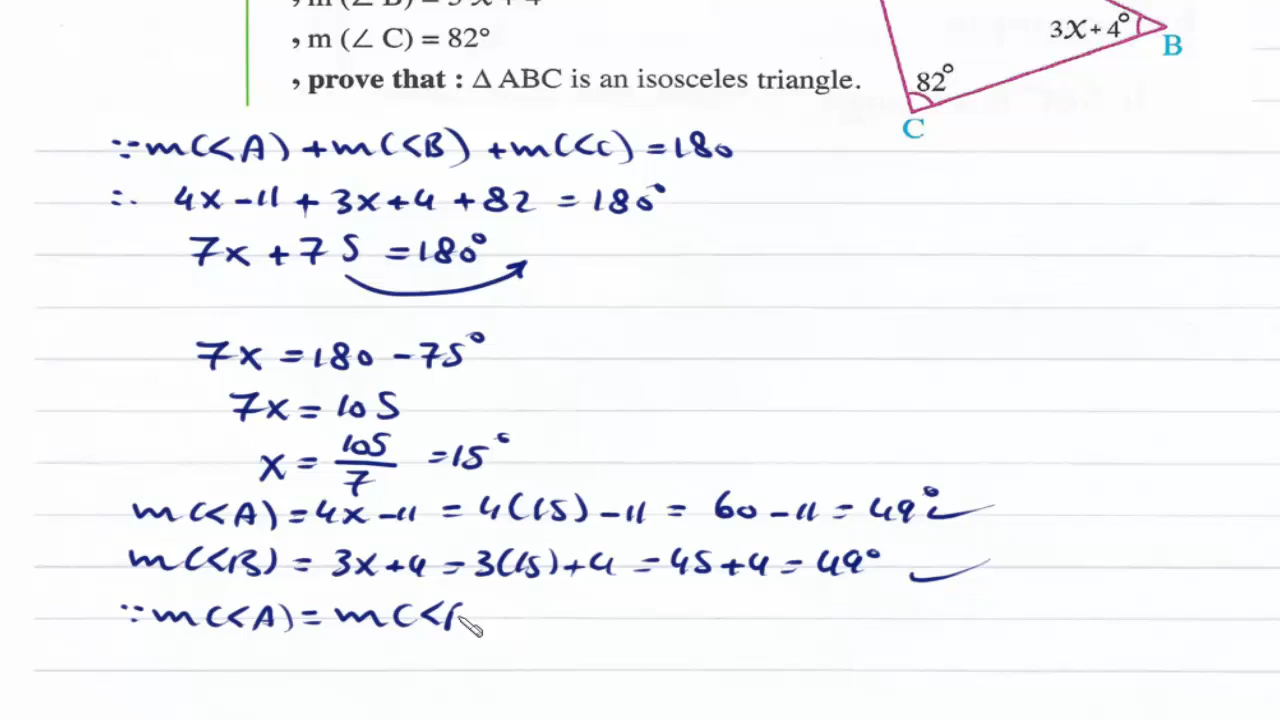 , m (∠ B) = 3 X + 4
, m (∠ C) = 82°
, prove that : Δ ABC is an isosceles triangle.
3X + 4°
B
82°
C
∵ m(<A) + m(<B) + m(<C) = 180
∴ 4x - 11 + 3x + 4 + 82 = 180°
7x + 75 = 180°
7x = 180 - 75°
7x = 105
x = 105/7 = 15°
m(<A) = 4x - 11 = 4(15) - 11 = 60 - 11 = 49°
m(<B) = 3x + 4 = 3(15) + 4 = 45 + 4 = 49°
∵ m(<A) = m(<